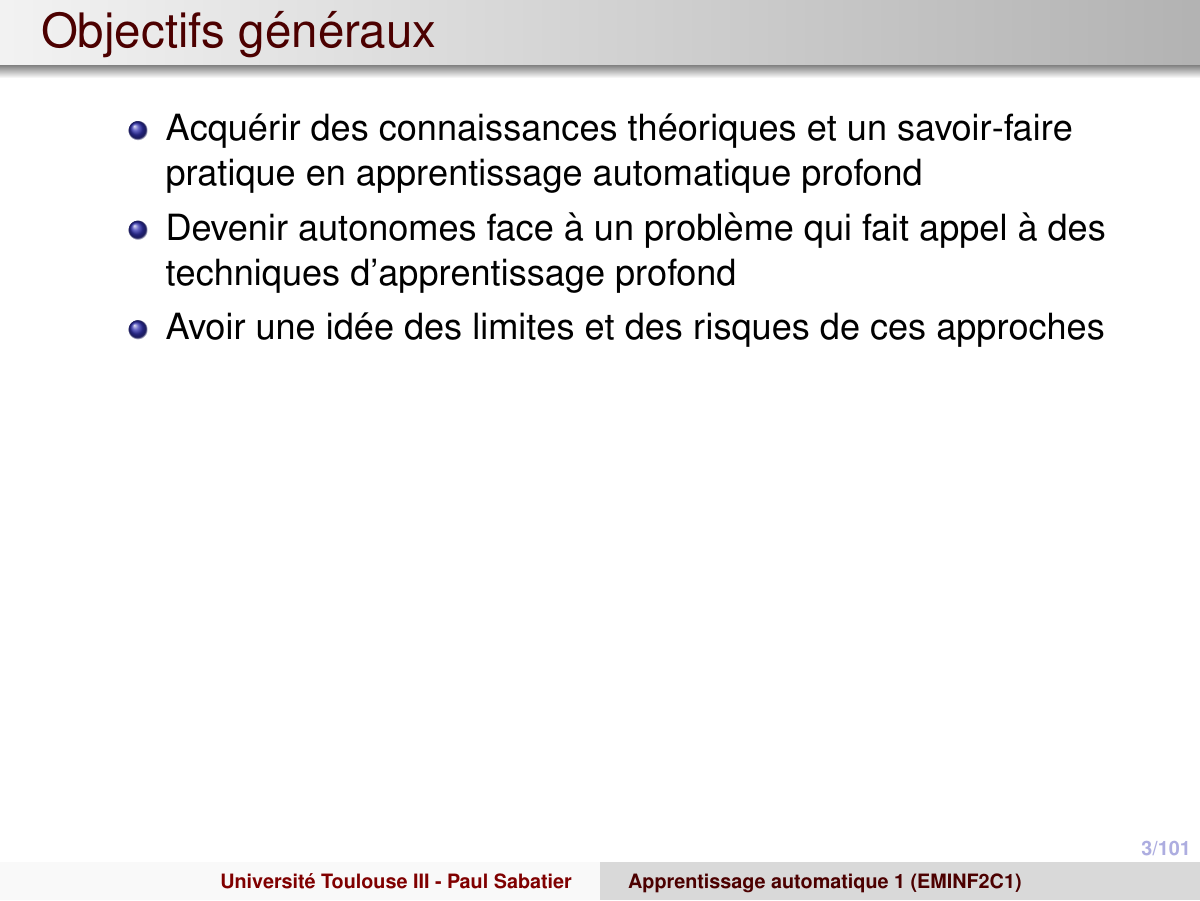 Objectifs généraux
Acquérir des connaissances théoriques et un savoir-faire
pratique en apprentissage automatique profond
Devenir autonomes face à un problème qui fait appel à des
techniques d'apprentissage profond
Avoir une idée des limites et des risques de ces approches
3/101
Université Toulouse III - Paul Sabatier
Apprentissage automatique 1 (EMINF2C1)